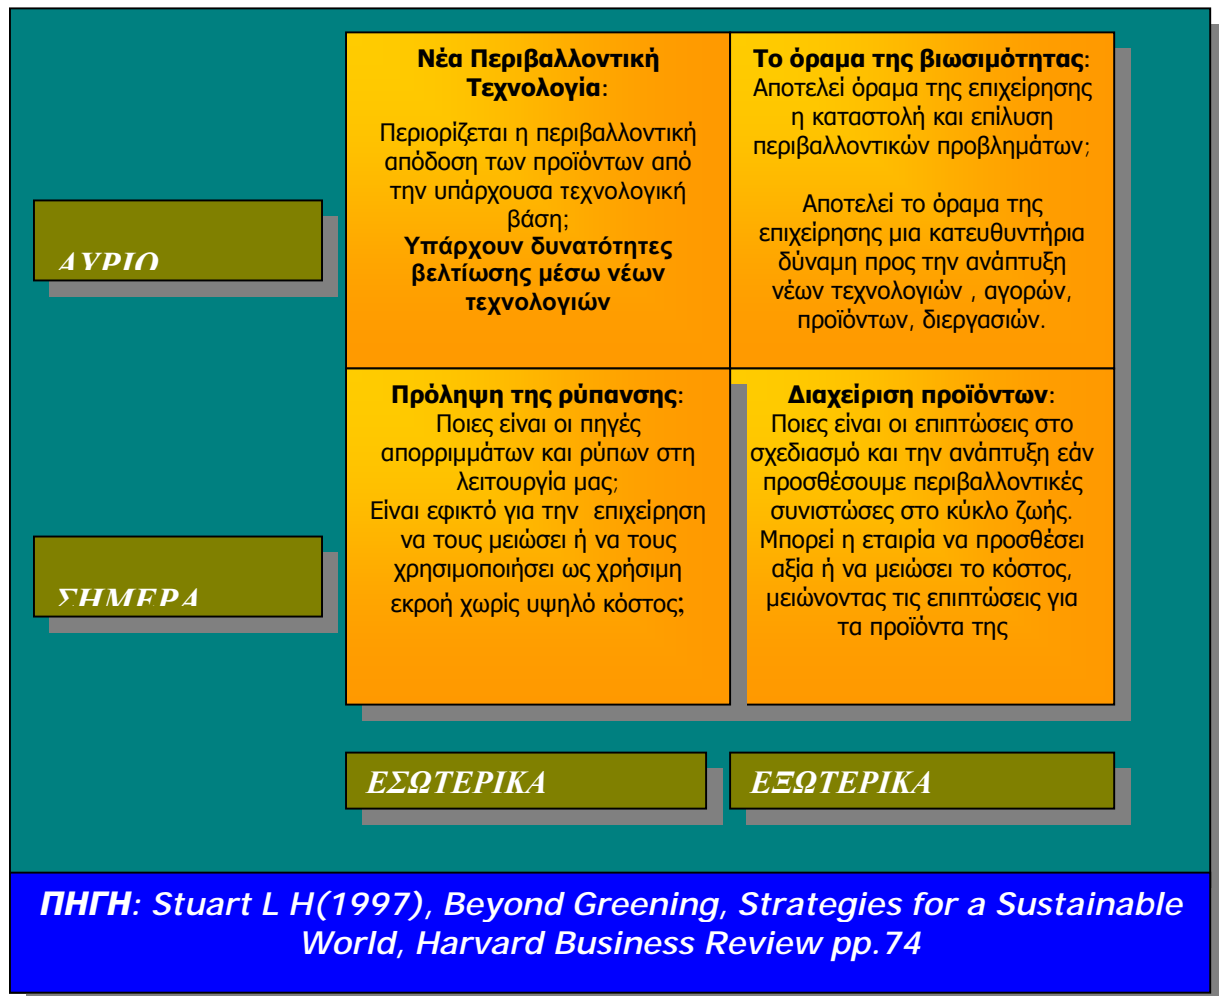 Νέα Περιβαλλοντική
Τεχνολογία:
Περιορίζεται η περιβαλλοντική
απόδοση των προϊόντων από
την υπάρχουσα τεχνολογική
βάση;
Υπάρχουν δυνατότητες
βελτίωσης μέσω νέων
τεχνολογιών
Το όραμα της βιωσιμότητας:
Αποτελεί όραμα της επιχείρησης
η καταστολή και επίλυση
περιβαλλοντικών προβλημάτων;
Αποτελεί το όραμα της
επιχείρησης μια κατευθυντήρια
δύναμη προς την ανάπτυξη
νέων τεχνολογιών , αγορών,
προϊόντων, διεργασιών.
ΑΥΡΙΟ
Πρόληψη της ρύπανσης:
Ποιες είναι οι πηγές
απορριμμάτων και ρύπων στη
λειτουργία μας;
Είναι εφικτό για την επιχείρηση
να τους μειώσει ή να τους
χρησιμοποιήσει ως χρήσιμη
εκροή χωρίς υψηλό κόστος;
Διαχείριση προϊόντων:
Ποιες είναι οι επιπτώσεις στο
σχεδιασμό και την ανάπτυξη εάν
προσθέσουμε περιβαλλοντικές
συνιστώσες στο κύκλο ζωής.
Μπορεί η εταιρία να προσθέσει
αξία ή να μειώσει το κόστος,
μειώνοντας τις επιπτώσεις για
τα προϊόντα της
ΣΗΜΕΡΑ
ΕΣΩΤΕΡΙΚΑ
ΕΞΩΤΕΡΙΚΑ
ΠΗΓΗ: Stuart L H(1997), Beyond Greening, Strategies for a Sustainable
World, Harvard Business Review pp.74